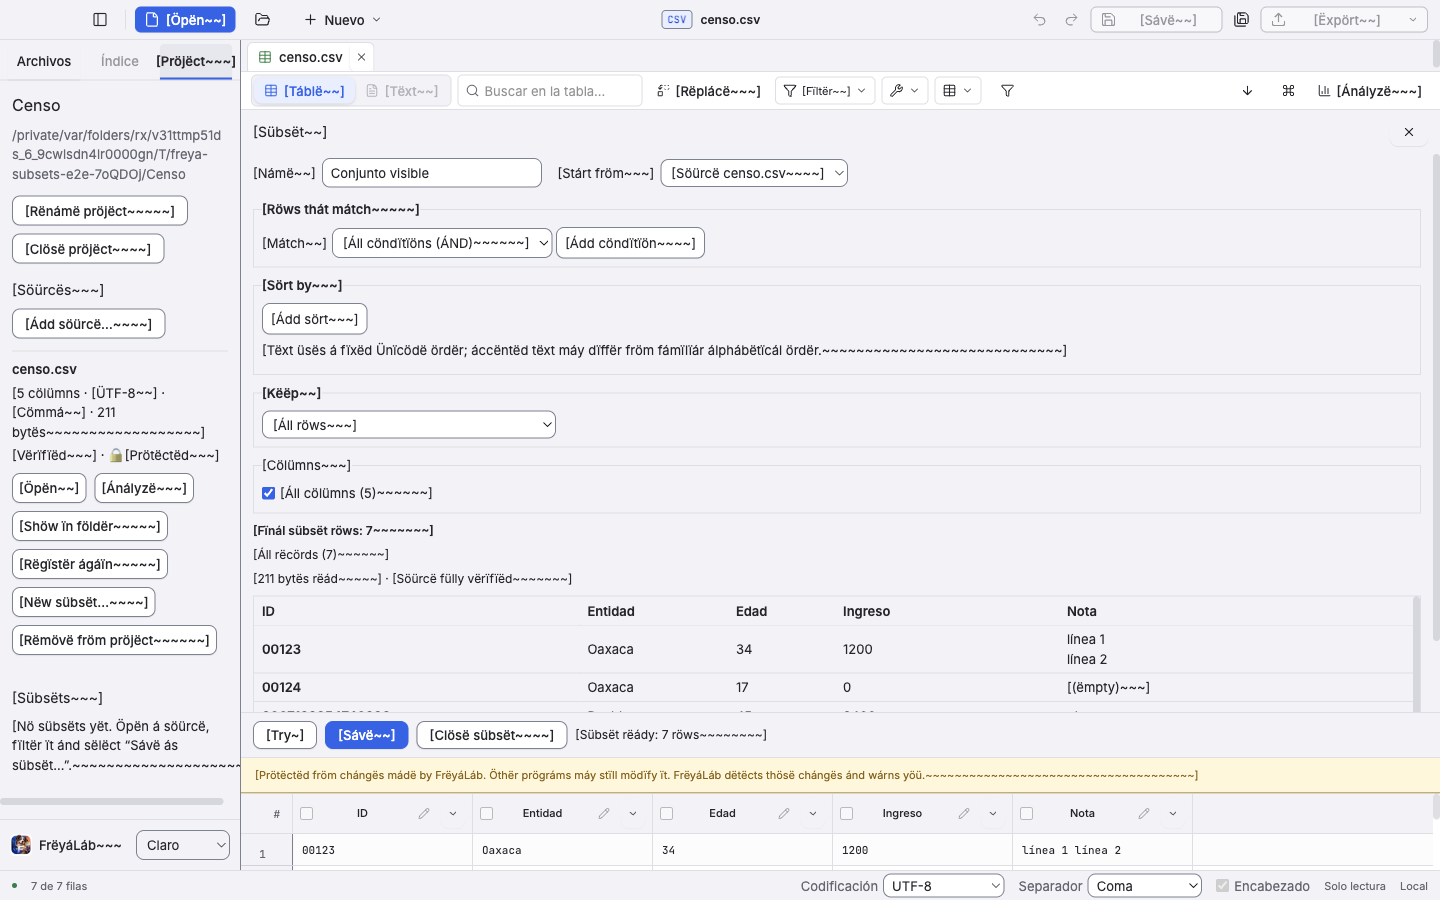 [Öpën~~]
Nuevo
CSV censo.csv
[Sávë~~]
[Ëxpört~~]
Archivos Índice [Pröjëct~~~]
censo.csv
[Táblë~~] [Tëxt~~] Buscar en la tabla... [Rëplácë~~~] [Fïltër~~] [Ánályzë~~~]
Censo
/private/var/folders/rx/v31ttmp51d
s_6_9cwlsdn4lr0000gn/T/freya-
subsets-e2e-7oQDOj/Censo
[Rënámë pröjëct~~~~~]
[Clösë pröjëct~~~~]
[Söürcës~~~]
[Ádd söürcë...~~~~]
censo.csv
[5 cölümns · [ÜTF-8~~] ·
[Cömmá~~] · 211
bytës~~~~~~~~~~~~~~~~~~]
[Vërïfïëd~~~] · 🔒[Prötëctëd~~~]
[Öpën~~] [Ánályzë~~~]
[Shöw ïn földër~~~~~]
[Rëgïstër ágáïn~~~~~]
[Nëw sübsët...~~~~]
[Rëmövë fröm pröjëct~~~~~~]
[Sübsëts~~~]
[Nö sübsëts yët. Öpën á söürcë,
fïltër ït ánd sëlëct “Sávë ás
sübsët...”.~~~~~~~~~~~~~~~~~~~~
FrëyáLáb~~~ Claro
[Sübsët~~]
[Námë~~] Conjunto visible [Stárt fröm~~~] [Söürcë censo.csv~~~~]
[Röws thát mátch~~~~~]
[Mátch~~] [Áll cöndïtïöns (ÁND)~~~~~~] [Ádd cöndïtïön~~~~]
[Sört by~~~]
[Ádd sört~~~]
[Tëxt üsës á fïxëd Ünïcödë ördër; áccëntëd tëxt máy dïffër fröm fámïlïár álphábëtïcál ördër.~~~~~~~~~~~~~~~~~~~~~~~~~~~~]
[Këëp~~]
[Áll röws~~~]
[Cölümns~~~]
[Áll cölümns (5)~~~~~~]
[Fïnál sübsët röws: 7~~~~~~~]
[Áll rëcörds (7)~~~~~~]
[211 bytës rëád~~~~~] · [Söürcë fülly vërïfïëd~~~~~~~]
ID Entidad Edad Ingreso Nota
00123 Oaxaca 34 1200 línea 1
línea 2
00124 Oaxaca 17 0 [(ëmpty)~~~]
[Try~] [Sávë~~] [Clösë sübsët~~~~] [Sübsët rëády: 7 röws~~~~~~~~]
[Prötëctëd fröm chángës mádë by FrëyáLáb. Öthër prögráms máy stïll mödïfy ït. FrëyáLáb dëtëcts thösë chángës ánd wárns yöü.~~~~~~~~~~~~~~~~~~~~~~~~~~~~~~~~~~~~~]
# ID Entidad Edad Ingreso Nota
1 00123 Oaxaca 34 1200 línea 1 línea 2
7 de 7 filas Codificación UTF-8 Separador Coma Encabezado Solo lectura Local